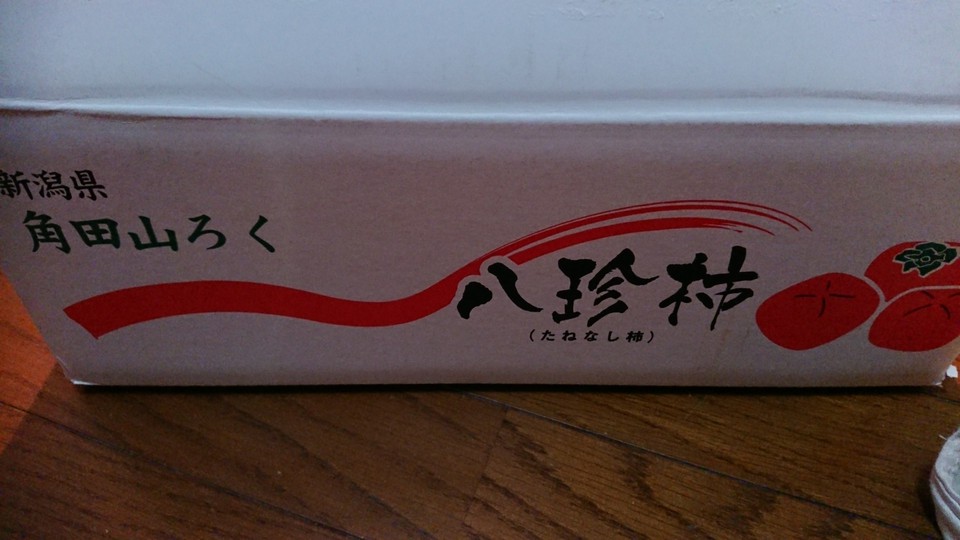 新潟県
角田山ろく
八珍柿
（たねなし柿）